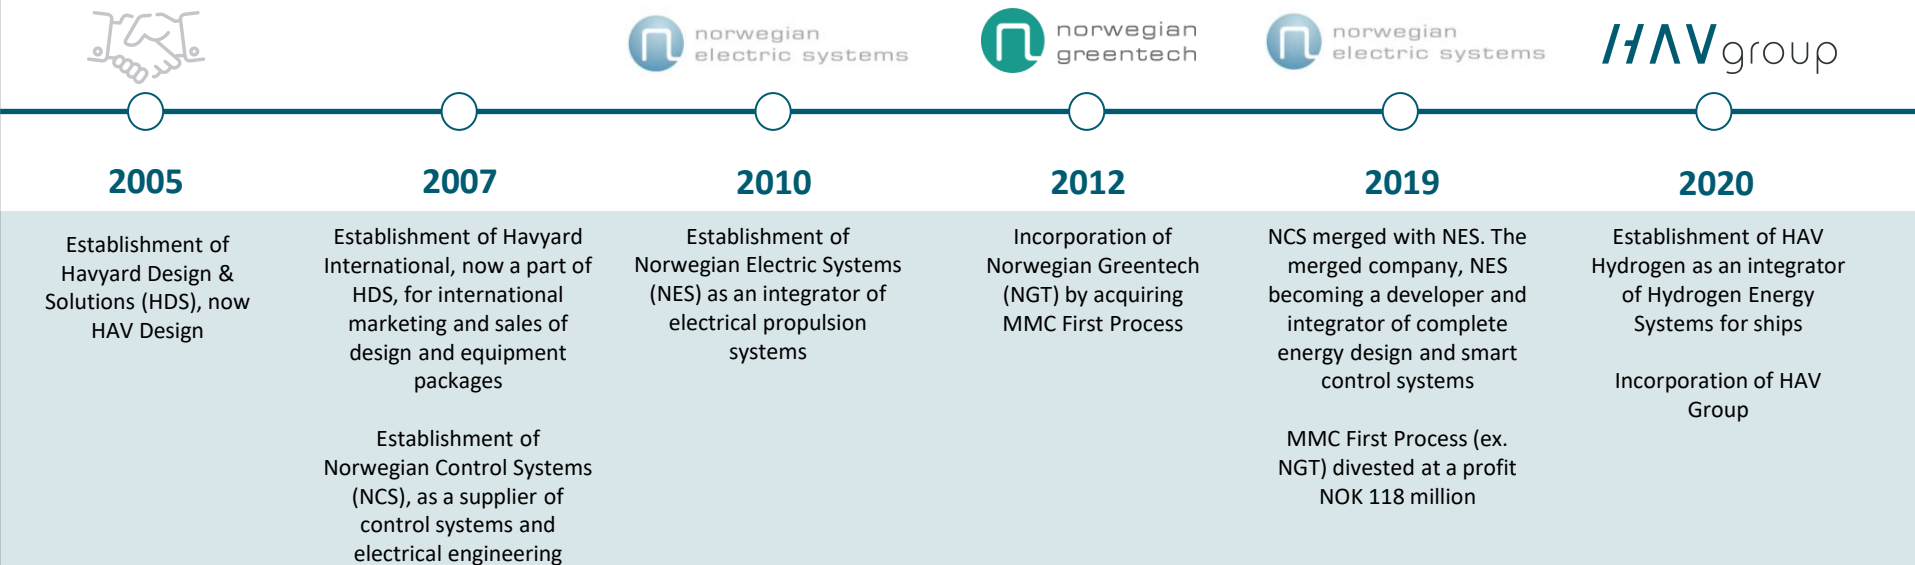 norwegian
electric systems
norwegian
greentech
norwegian
electric systems
HAVgroup
2005
2007
2010
2012
2019
2020
Establishment of
Havyard Design &
Solutions (HDS), now
HAV Design
Establishment of Havyard
International, now a part of
HDS, for international
marketing and sales of
design and equipment
packages
Establishment of
Norwegian Control Systems
(NCS), as a supplier of
control systems and
electrical engineering
Establishment of
Norwegian Electric Systems
(NES) as an integrator of
electrical propulsion
systems
Incorporation of
Norwegian Greentech
(NGT) by acquiring
MMC First Process
NCS merged with NES. The
merged company, NES
becoming a developer and
integrator of complete
energy design and smart
control systems
MMC First Process (ex.
NGT) divested at a profit
NOK 118 million
Establishment of HAV
Hydrogen as an integrator
of Hydrogen Energy
Systems for ships
Incorporation of HAV
Group